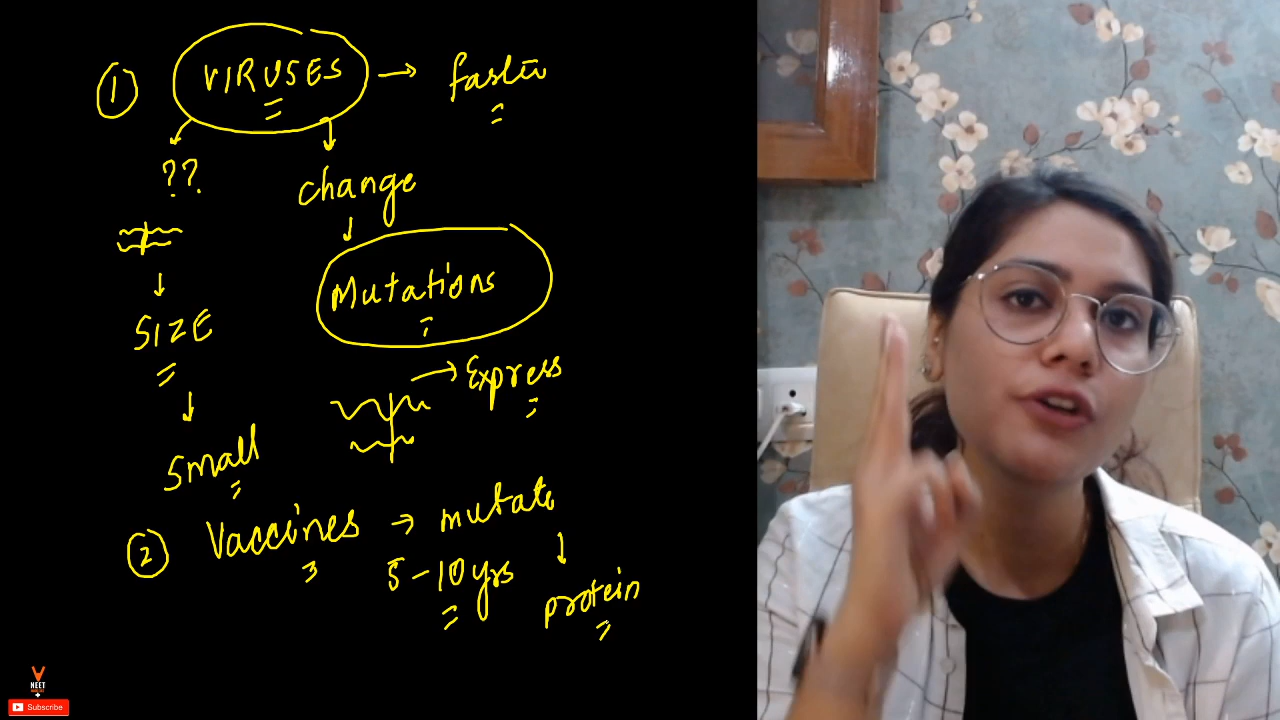 ① VIRUSES → faster
??
change
SIZE
Mutations
Express
Small
② Vaccines → mutate
5-10 yrs
protein
NEET
Subscribe